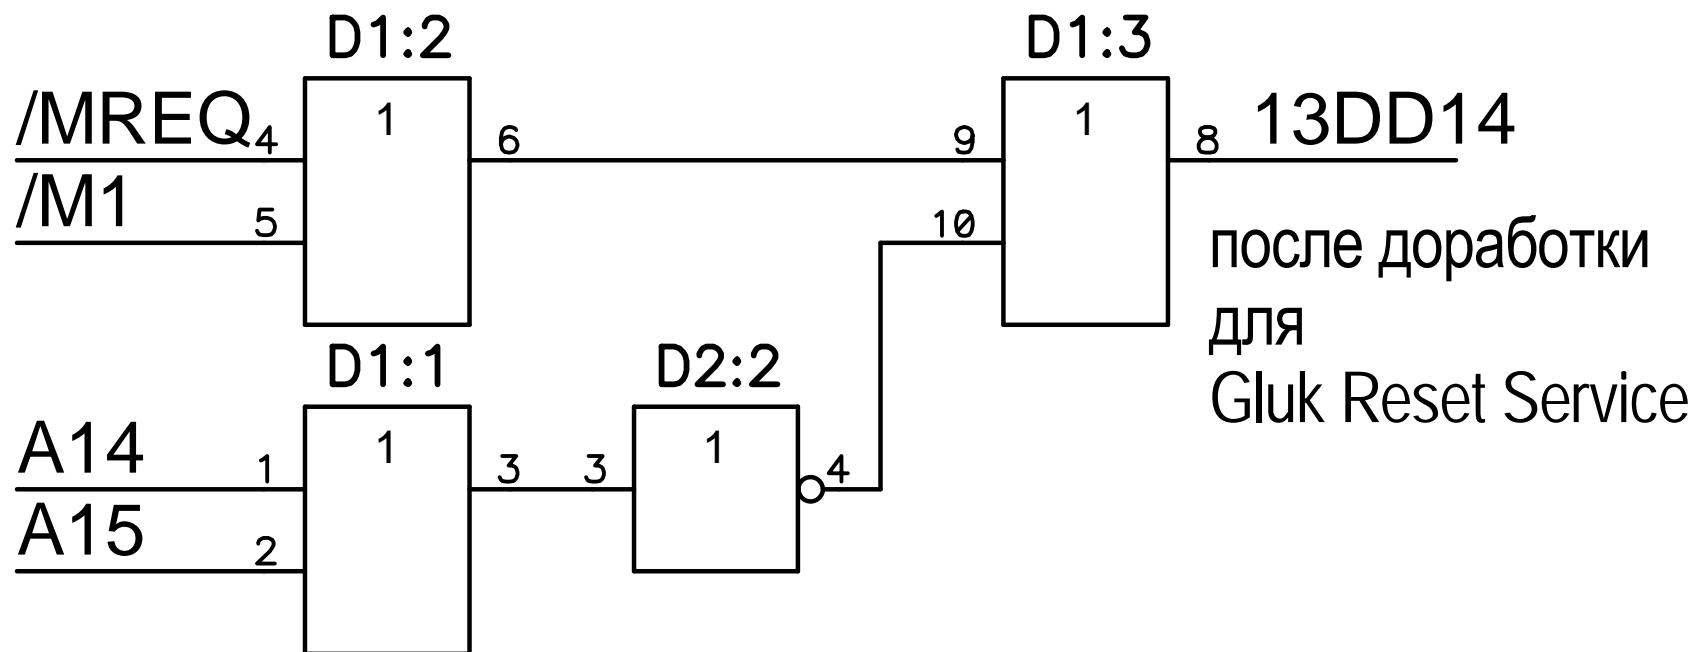 D1:2
D1:3
/MREQ 4
1
6
9
1
8
13DD14
/M1
5
10
после доработки
для
Gluk Reset Service
D1:1
D2:2
A14
1
1
3
3
1
4
A15
2